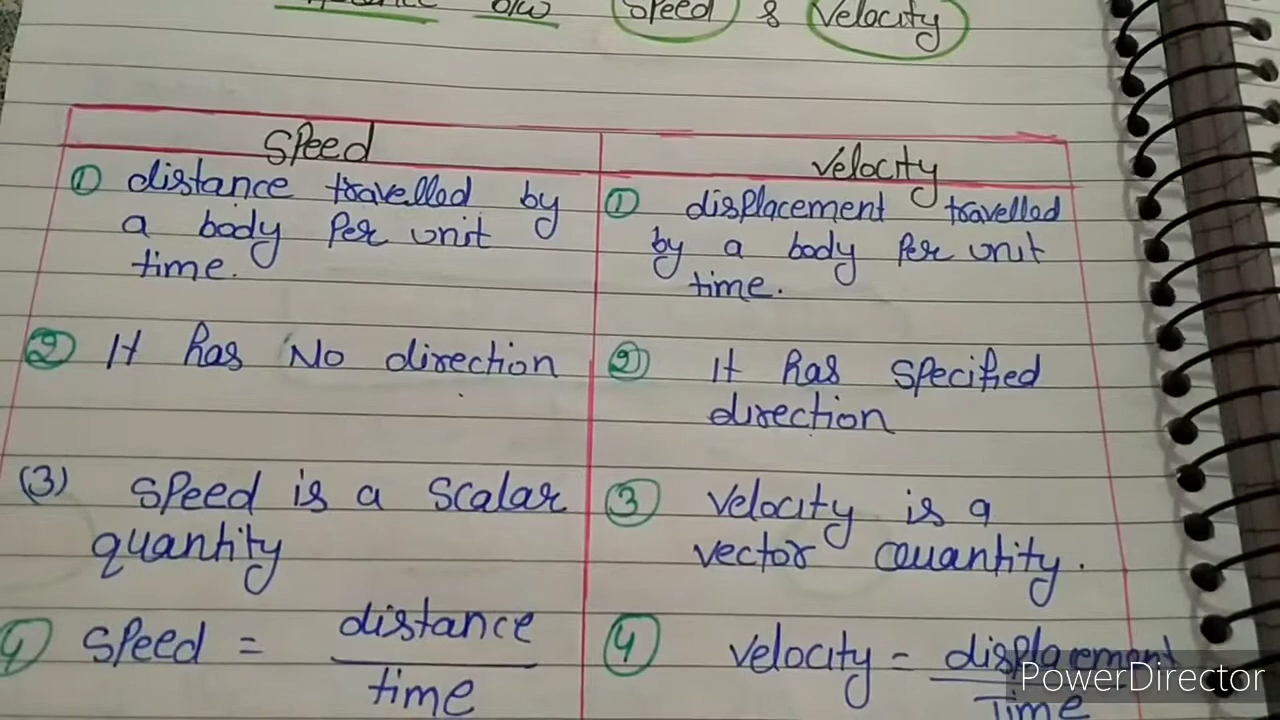 b/w Speed & Velocity
Speed
① distance travelled by
a body Per unit
time.
② It has No direction
(3) Speed is a Scalar
quantity
④ Speed = distance
time
Velocity
① displacement travelled
by a body Per unit
time.
② It has Specified
direction
③ Velocity is a
vector quantity.
④ Velocity = displacement
Time
PowerDirector